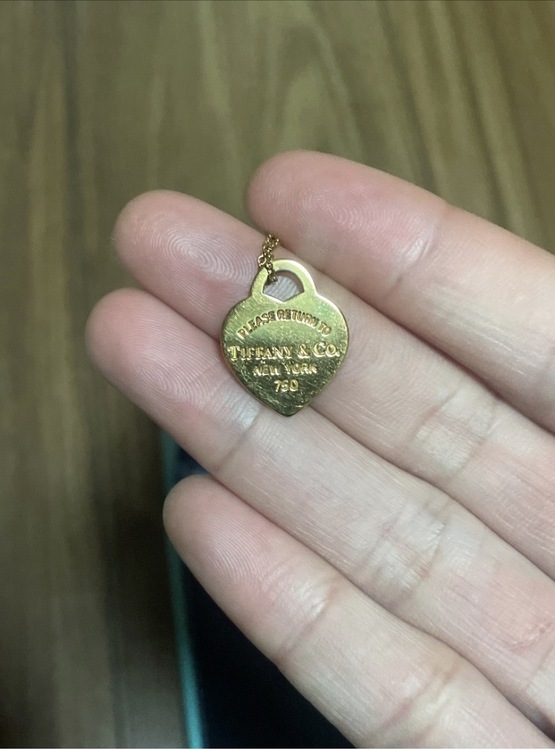 PLEASE RETURN TO
TIFFANY & CO.
NEW YORK
750